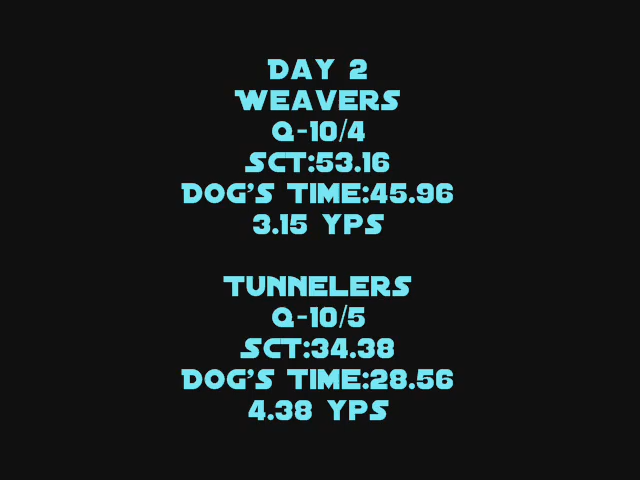 DAY 2
WEAVERS
Q-10/4
SCT:53.16
DOG'S TIME:45.96
3.15 YPS
TUNNELERS
Q-10/5
SCT:34.38
DOG'S TIME:28.56
4.38 YPS